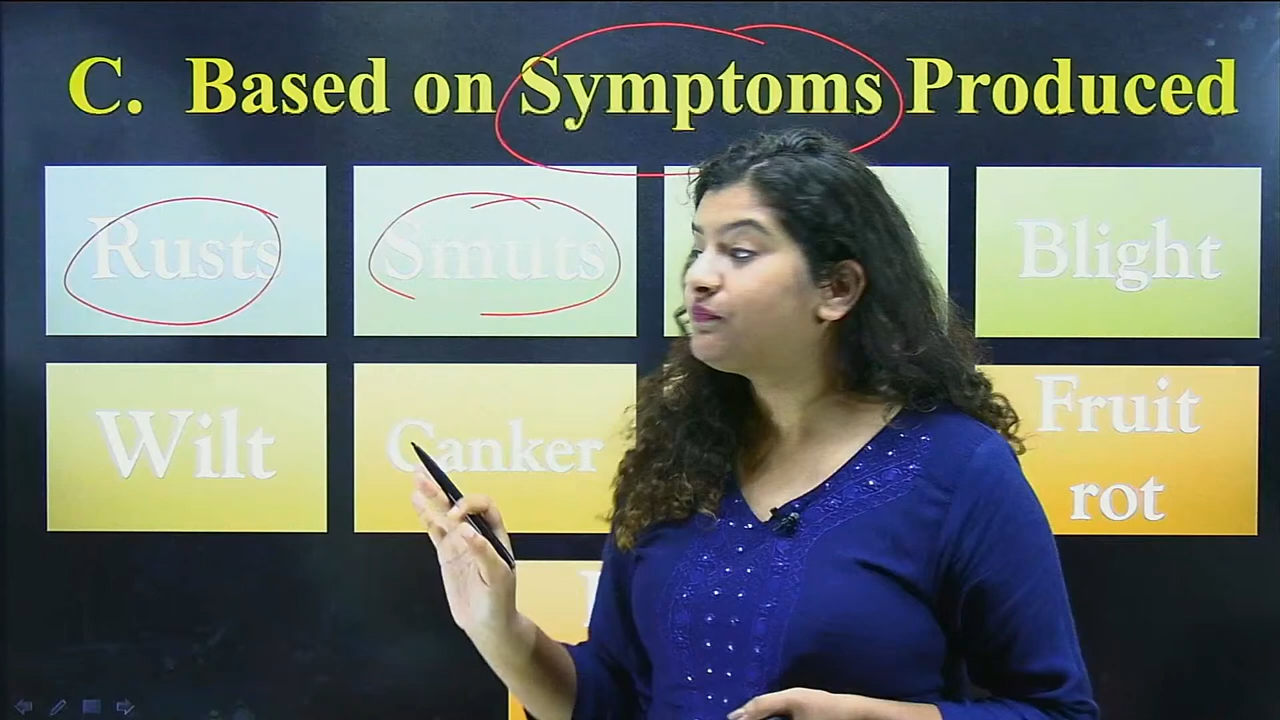 C. Based on Symptoms Produced
Rusts
Smuts
Blight
Wilt
Canker
Fruit
rot